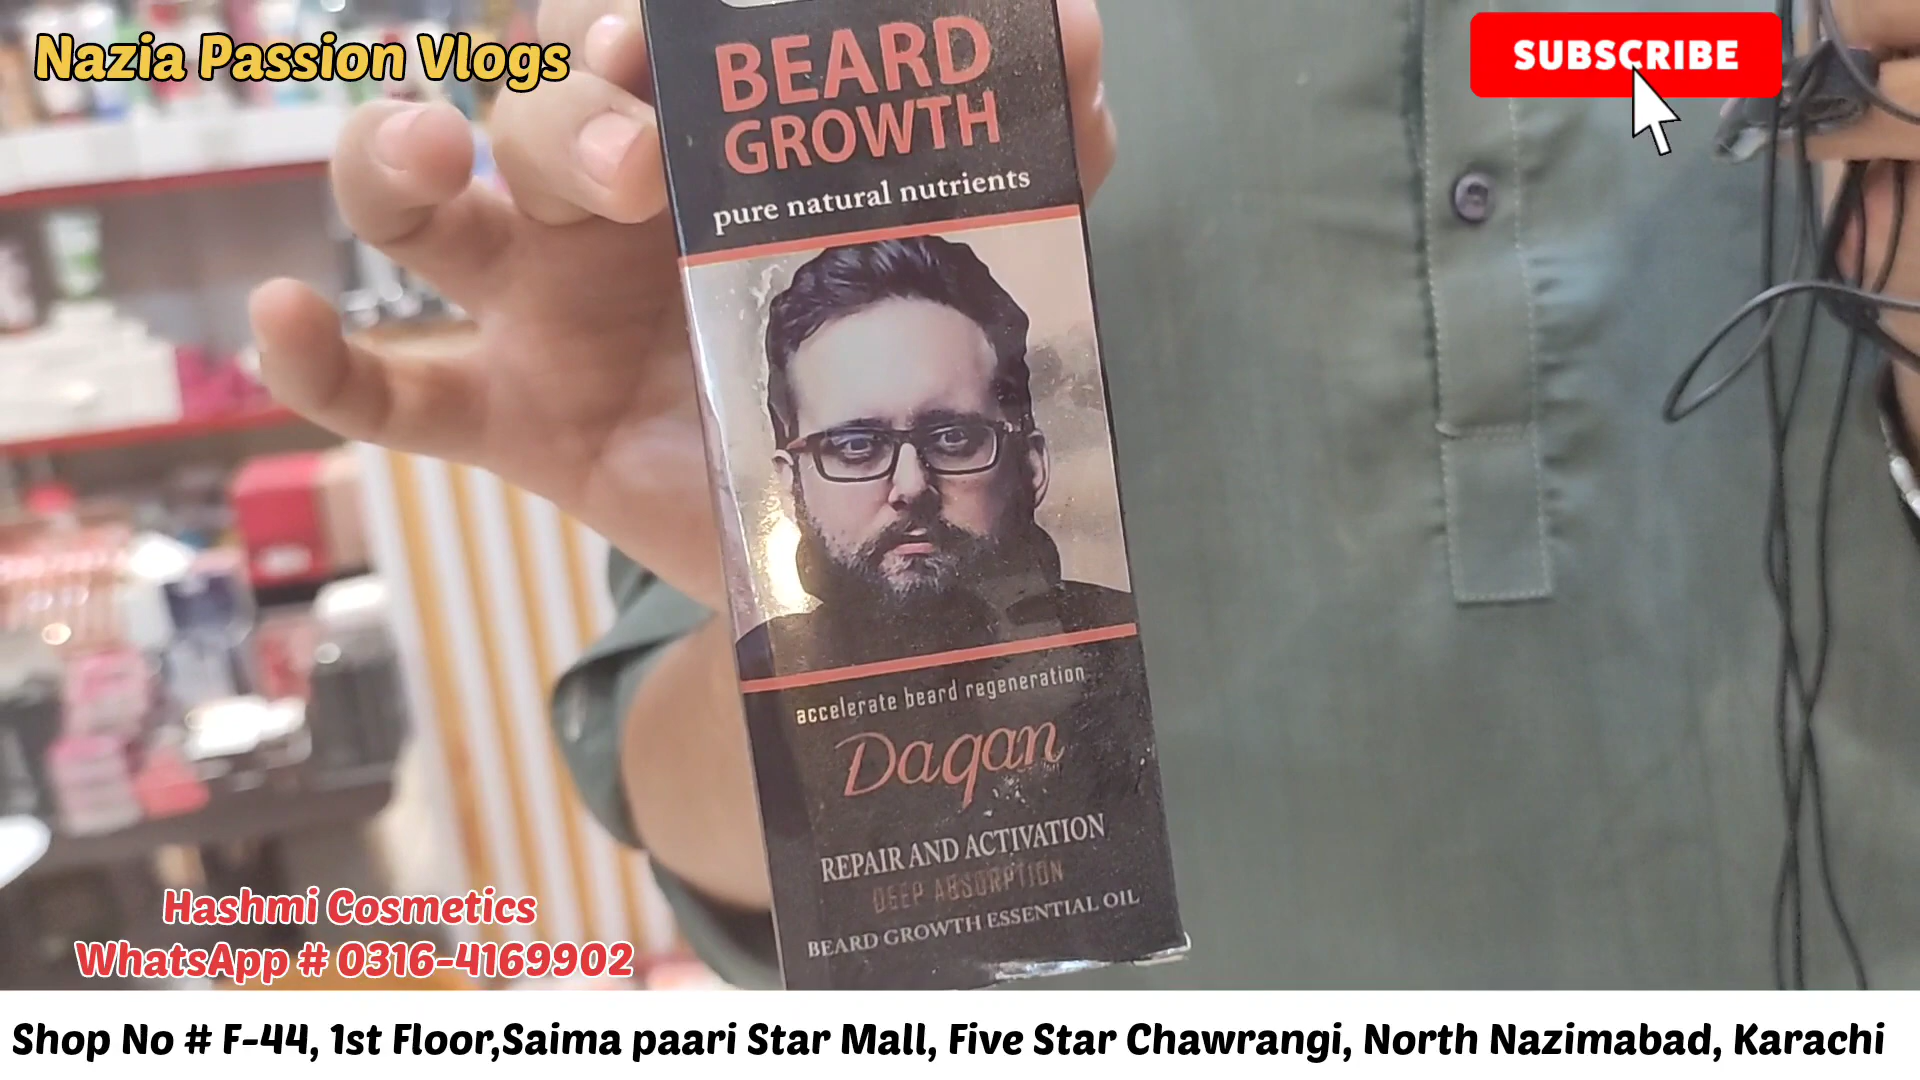 Nazia Passion Vlogs
SUBSCRIBE
BEARD
GROWTH
pure natural nutrients
accelerate beard regeneration
Daqan
REPAIR AND ACTIVATION
DEEP ABSORPTION
BEARD GROWTH ESSENTIAL OIL
Hashmi Cosmetics
WhatsApp # 0316-4169902
Shop No # F-44, 1st Floor,Saima paari Star Mall, Five Star Chawrangi, North Nazimabad, Karachi